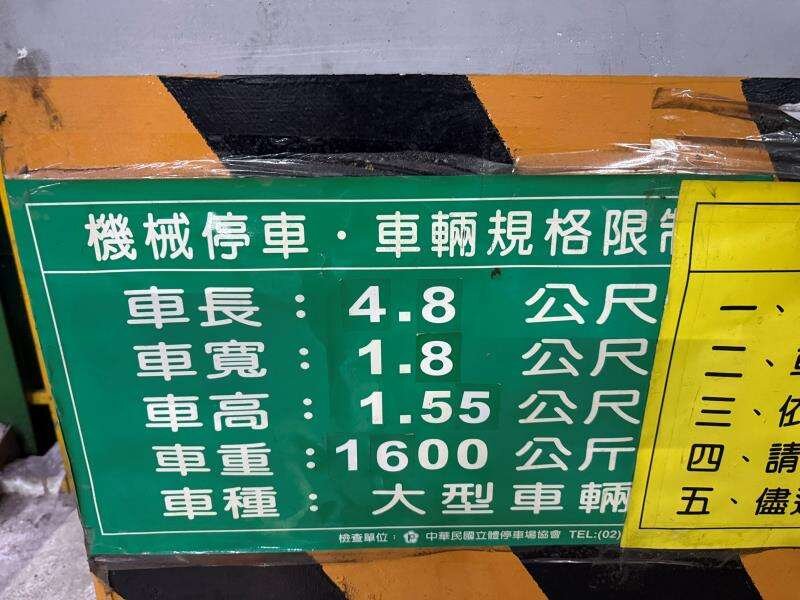 機械停車・車輛規格限制
車長：4.8 公尺
車寬：1.8 公尺
車高：1.55 公尺
車重：1600 公斤
車種：大型車輛
檢查單位： 中華民國立體停車場協會 TEL:(02)
一、
二、
三、依
四、請
五、儘